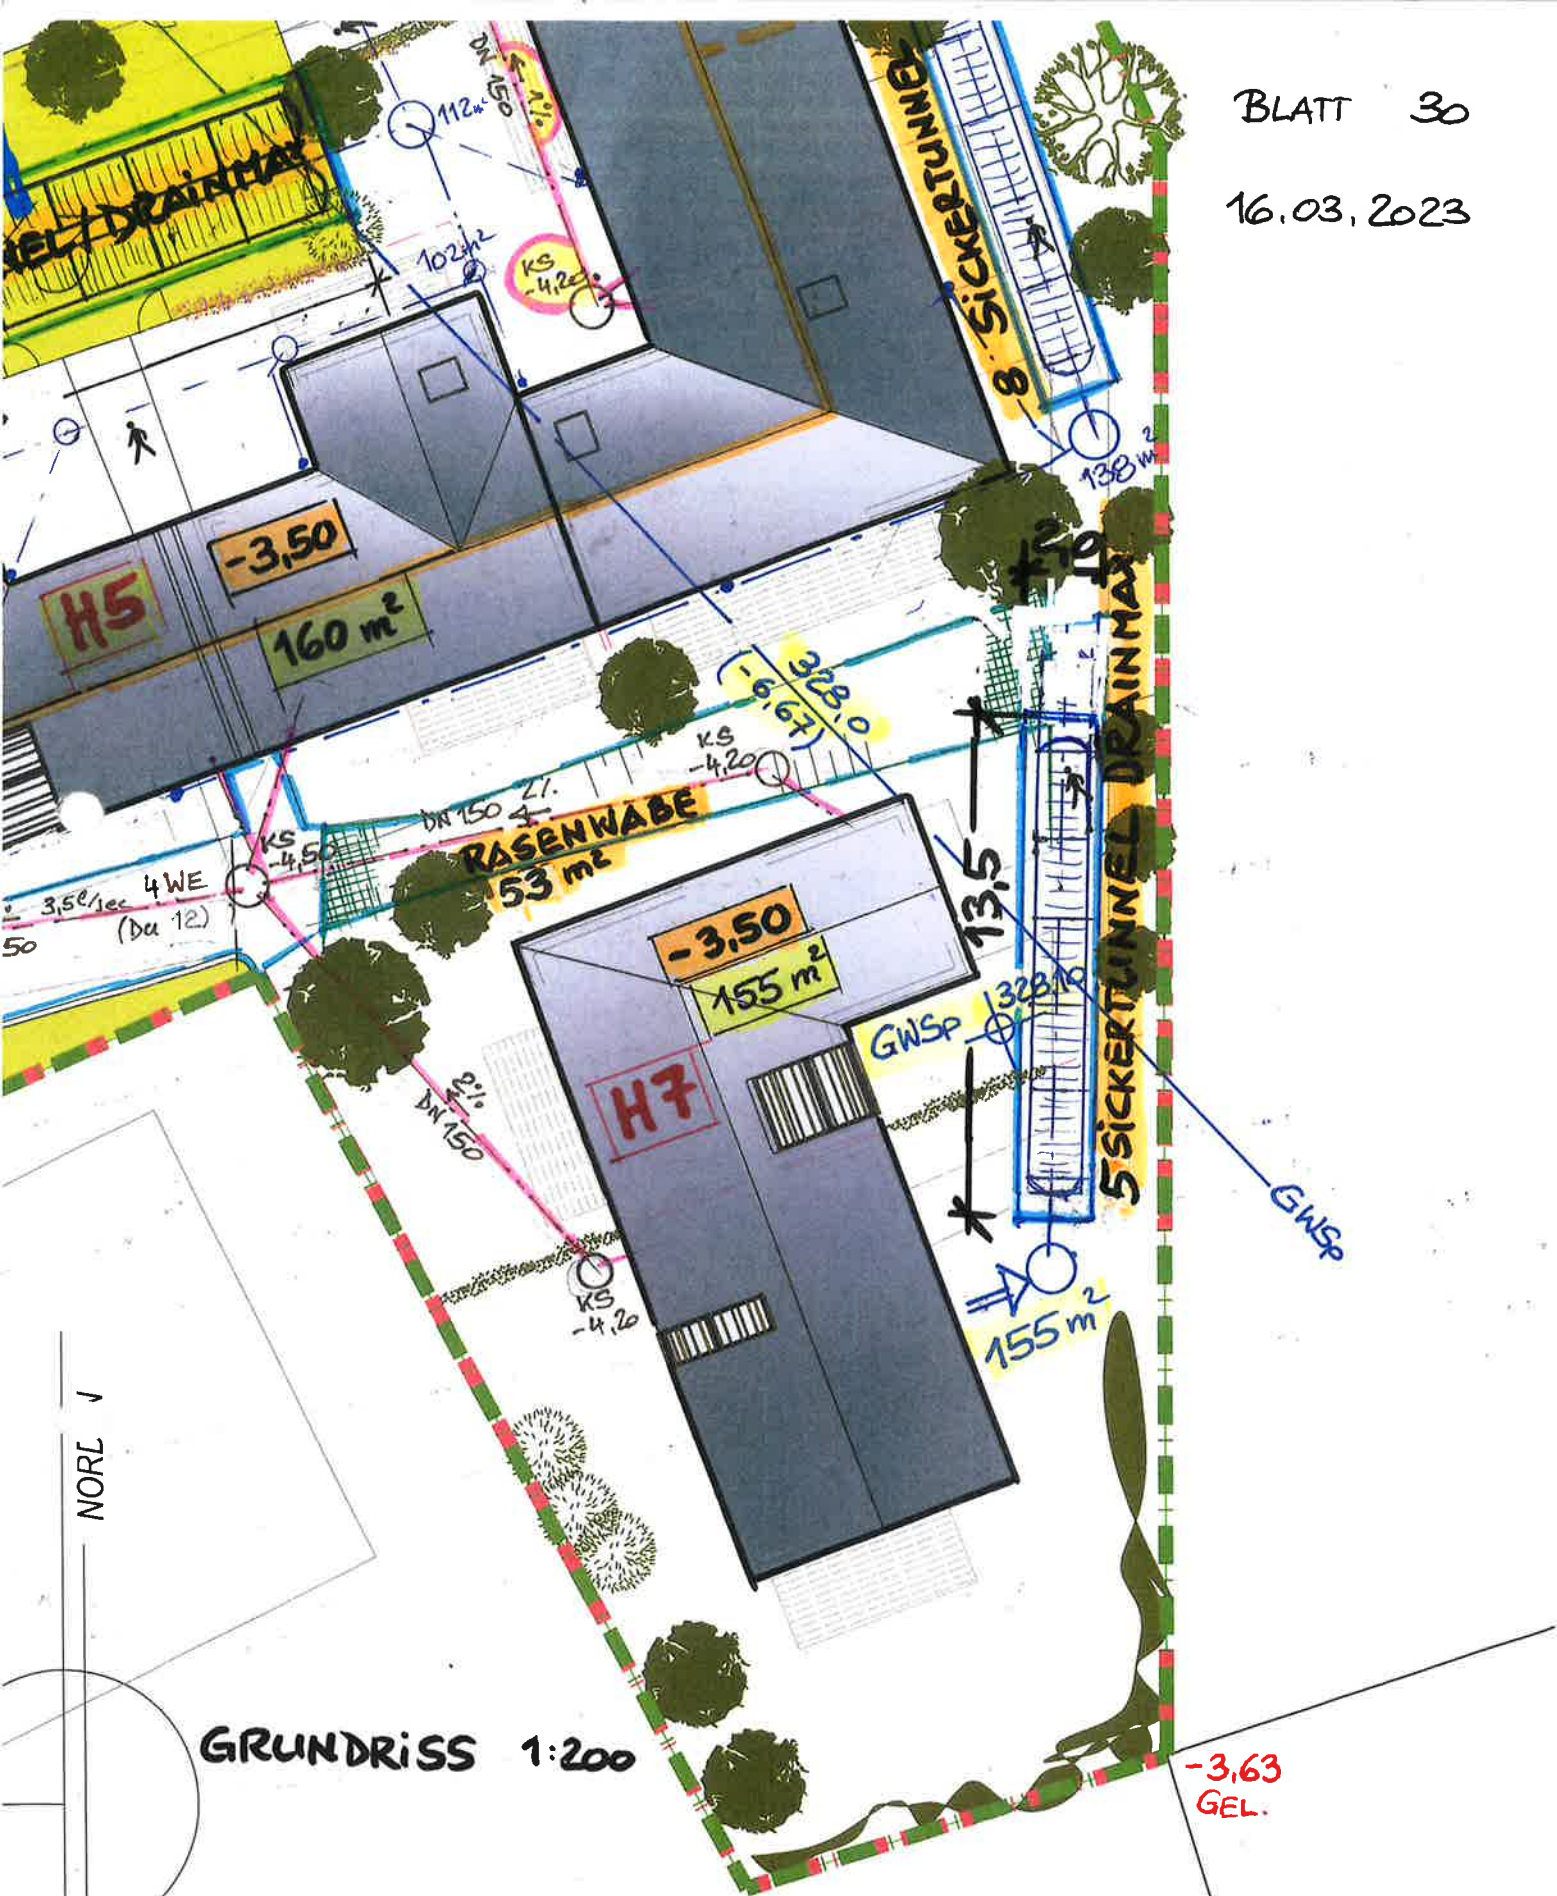 BLATT 30
16.03.2023
DN 150
1%
112 m²
102 m²
KS
-4,20
NEL/DRAINMAX
8 SICKERTUNNEL
138 m²
-3,50
H5
160 m²
2,10
328,0
(-6,67)
KS
-4,20
DN 150 2%
RASENWABE
53 m²
KS
-4,50
4 WE
3,5 l/sec
(Du 12)
50
-3,50
155 m²
13,5
5 SICKERTUNNEL DRAINMAX
328,10
GWSp
H7
2%
DN 150
GWSp
KS
-4,20
155 m²
NORD
GRUNDRiSS 1:200
-3,63
GEL.